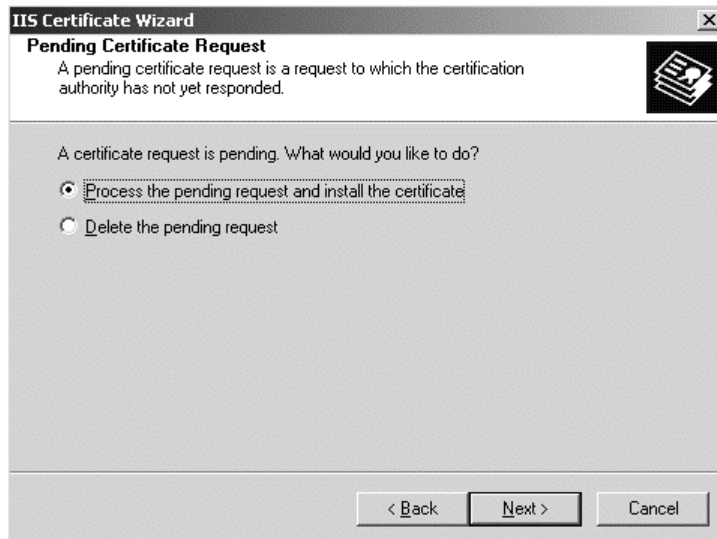 IIS Certificate Wizard
Pending Certificate Request
A pending certificate request is a request to which the certification
authority has not yet responded.
A certificate request is pending. What would you like to do?
Process the pending request and install the certificate
Delete the pending request
< Back
Next >
Cancel